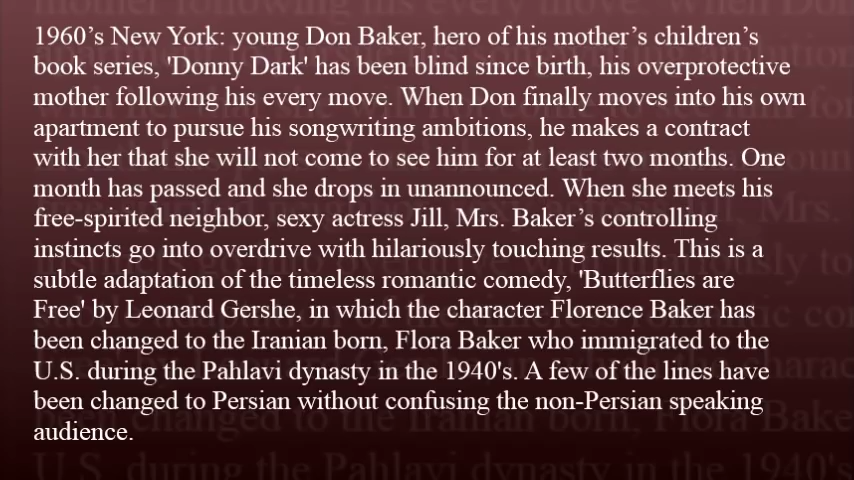 1960’s New York: young Don Baker, hero of his mother’s children’s
book series, 'Donny Dark' has been blind since birth, his overprotective
mother following his every move. When Don finally moves into his own
apartment to pursue his songwriting ambitions, he makes a contract
with her that she will not come to see him for at least two months. One
month has passed and she drops in unannounced. When she meets his
free-spirited neighbor, sexy actress Jill, Mrs. Baker’s controlling
instincts go into overdrive with hilariously touching results. This is a
subtle adaptation of the timeless romantic comedy, 'Butterflies are
Free' by Leonard Gershe, in which the character Florence Baker has
been changed to the Iranian born, Flora Baker who immigrated to the
U.S. during the Pahlavi dynasty in the 1940's. A few of the lines have
been changed to Persian without confusing the non-Persian speaking
audience.